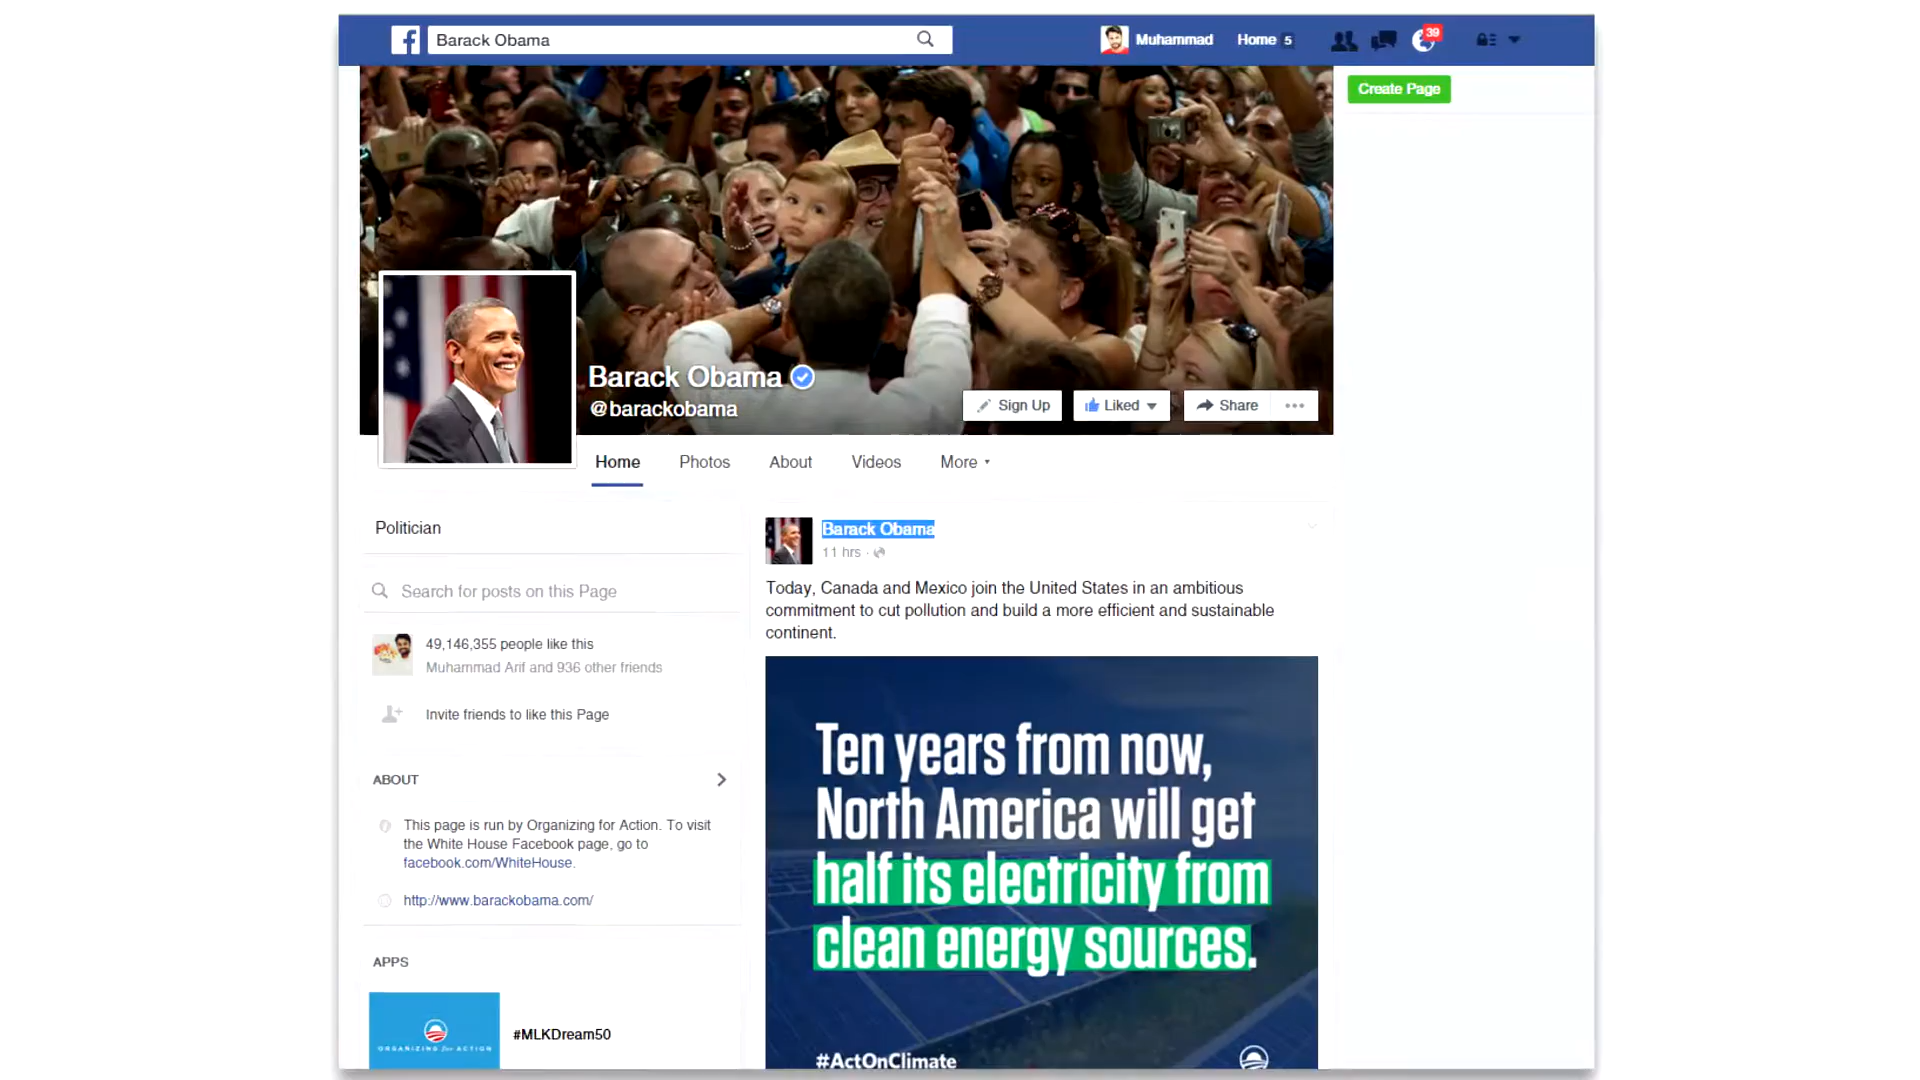 Barack Obama
Muhammad
Home 5
39
Create Page
Barack Obama
@barackobama
Sign Up
Liked
Share
Home
Photos
About
Videos
More
Politician
Search for posts on this Page
49,146,355 people like this
Muhammad Arif and 936 other friends
Invite friends to like this Page
ABOUT
This page is run by Organizing for Action. To visit
the White House Facebook page, go to
facebook.com/WhiteHouse.
http://www.barackobama.com/
APPS
ORGANIZING for ACTION
#MLKDream50
Barack Obama
11 hrs ·
Today, Canada and Mexico join the United States in an ambitious
commitment to cut pollution and build a more efficient and sustainable
continent.
Ten years from now,
North America will get
half its electricity from
clean energy sources.
#ActOnClimate